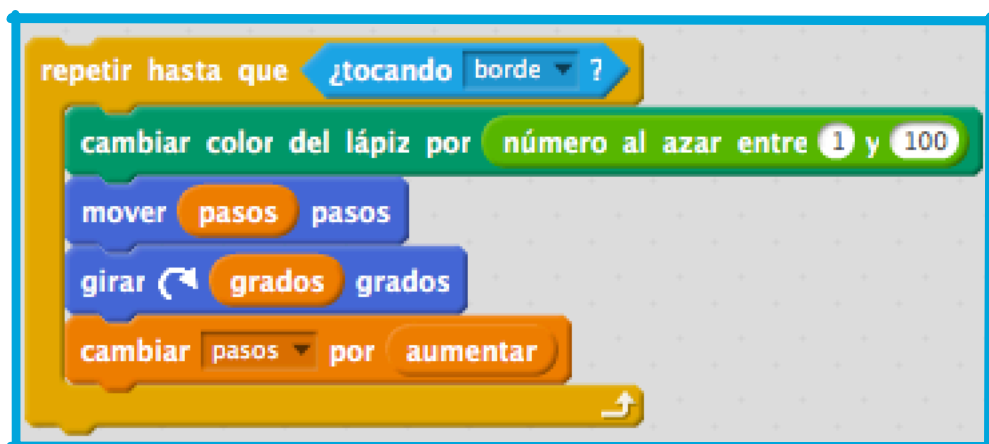 repetir hasta que ¿tocando borde ?
cambiar color del lápiz por número al azar entre 1 y 100
mover pasos pasos
girar grados grados
cambiar pasos por aumentar